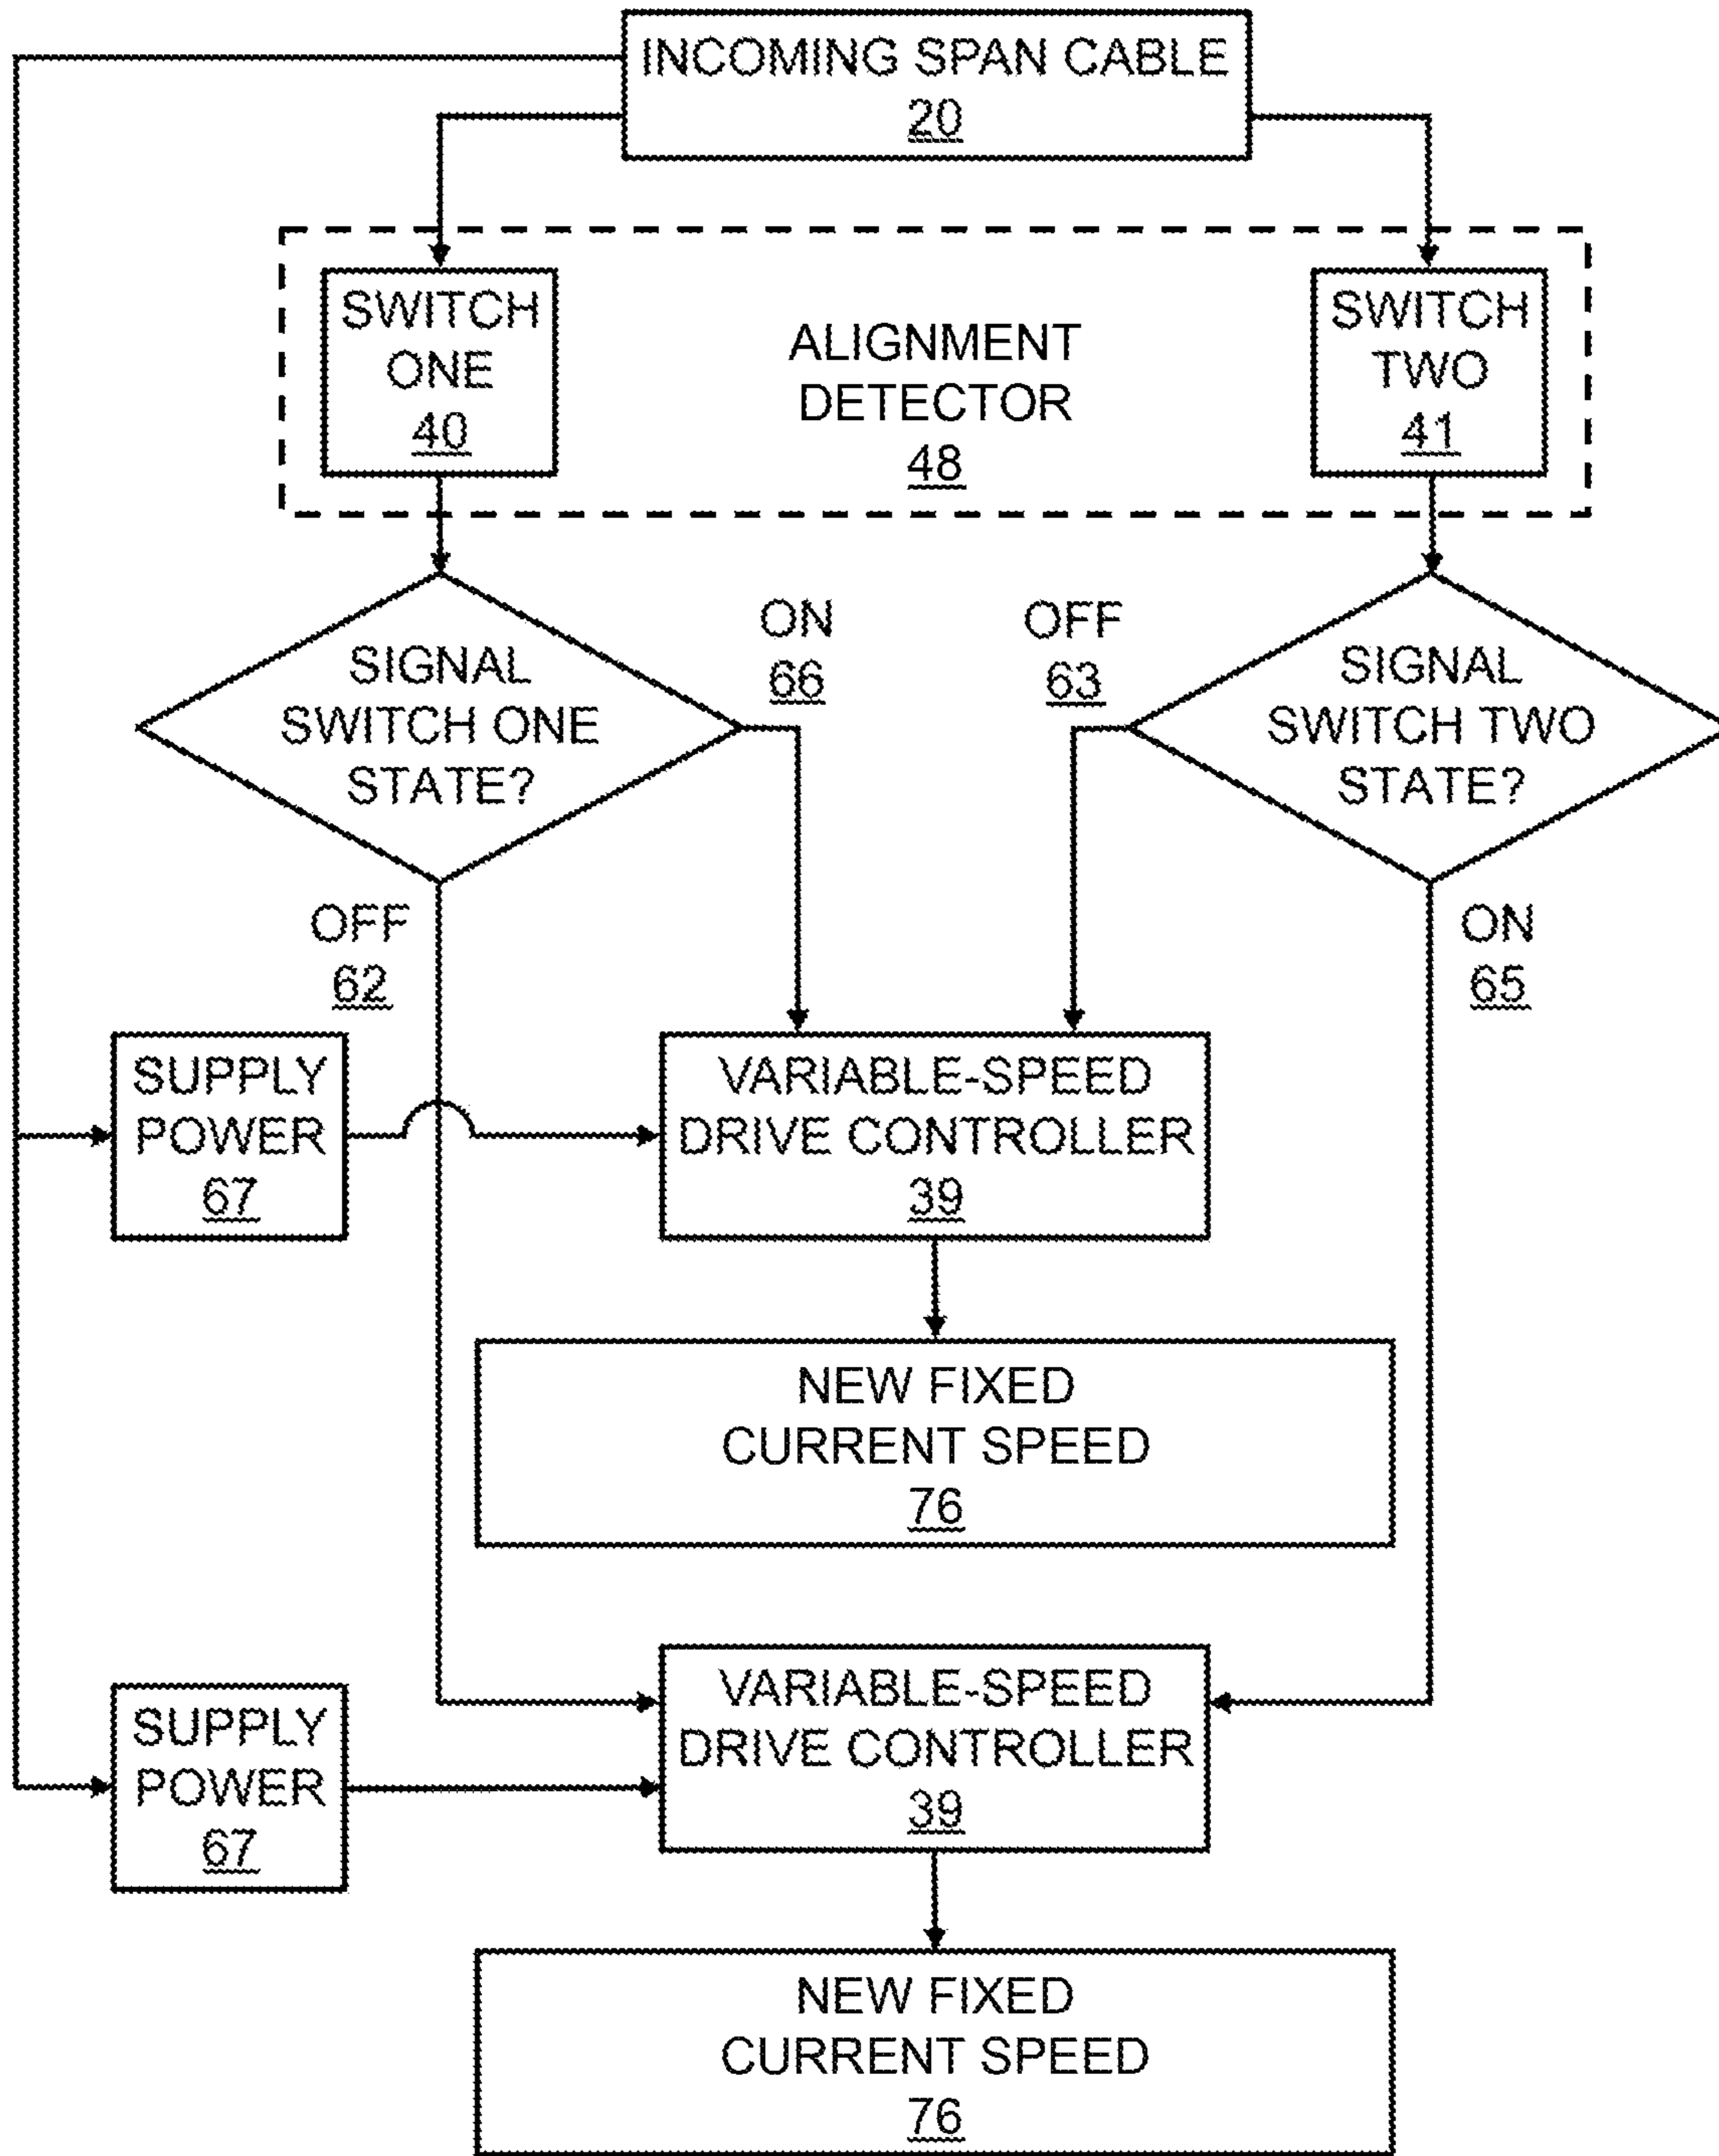 INCOMING SPAN CABLE
20
SWITCH
ONE
40
ALIGNMENT
DETECTOR
48
SWITCH
TWO
41
SIGNAL
SWITCH ONE
STATE?
ON
66
OFF
63
SIGNAL
SWITCH TWO
STATE?
OFF
62
ON
65
SUPPLY
POWER
67
VARIABLE-SPEED
DRIVE CONTROLLER
39
NEW FIXED
CURRENT SPEED
76
SUPPLY
POWER
67
VARIABLE-SPEED
DRIVE CONTROLLER
39
NEW FIXED
CURRENT SPEED
76